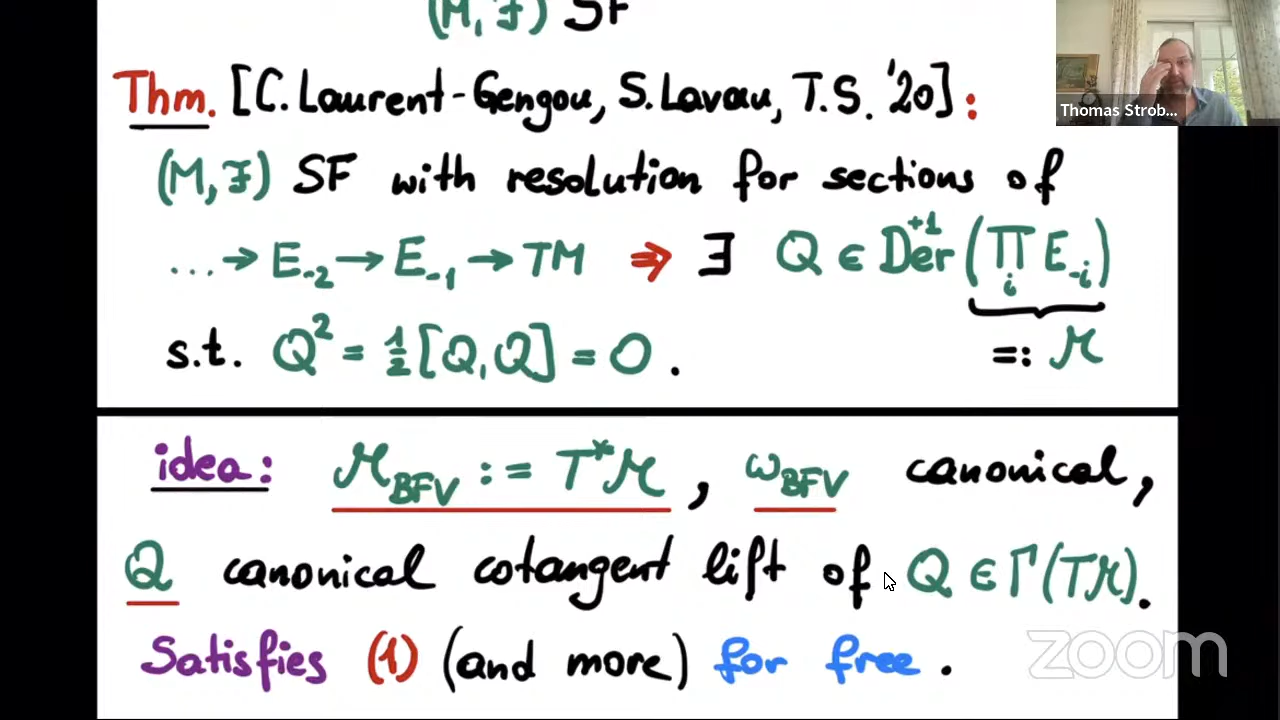 (M, F) SF
Thm. [C. Laurent-Gengou, S. Lavau, T.S. '20]:
(M, F) SF with resolution for sections of
... → E₋₂ → E₋₁ → TM ⇒ ∃ Q ∈ Der⁺¹ (∏ᵢ E₋ᵢ)
s.t. Q² = ½ [Q, Q] = 0. =: M
idea: M_BFV := T*M, ω_BFV canonical,
Q canonical cotangent lift of Q ∈ Γ(TM).
Satisfies (1) (and more) for free.
Thomas Strob...
zoom